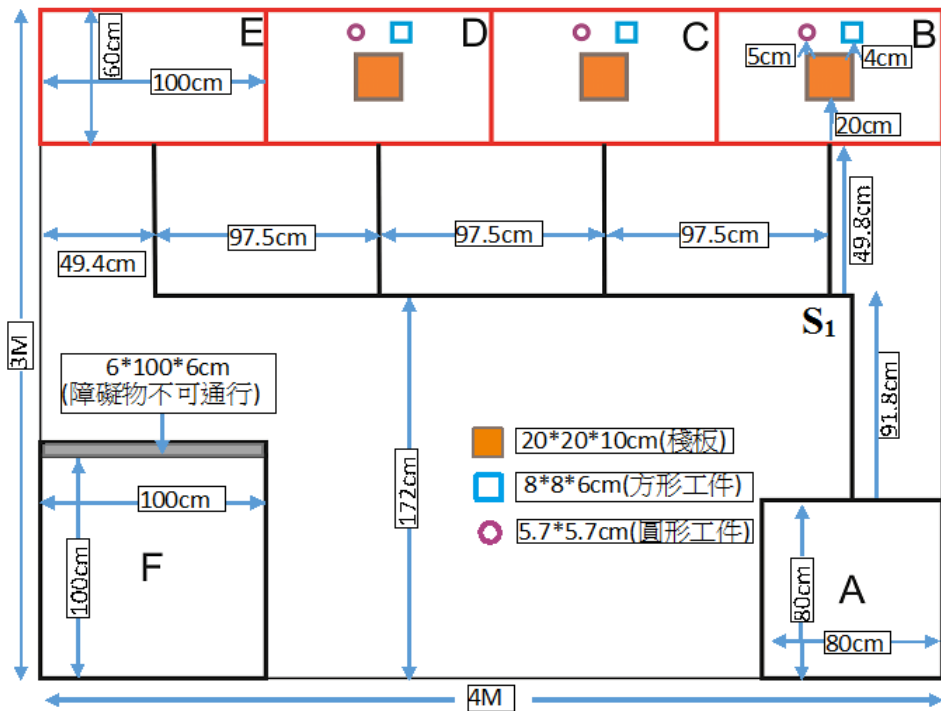 E
D
C
B
60cm
100cm
5cm
4cm
20cm
49.4cm
97.5cm
97.5cm
97.5cm
49.8cm
3M
S1
6*100*6cm
(障礙物不可通行)
91.8cm
172cm
20*20*10cm(棧板)
8*8*6cm(方形工件)
5.7*5.7cm(圓形工件)
100cm
100cm
F
A
80cm
80cm
4M